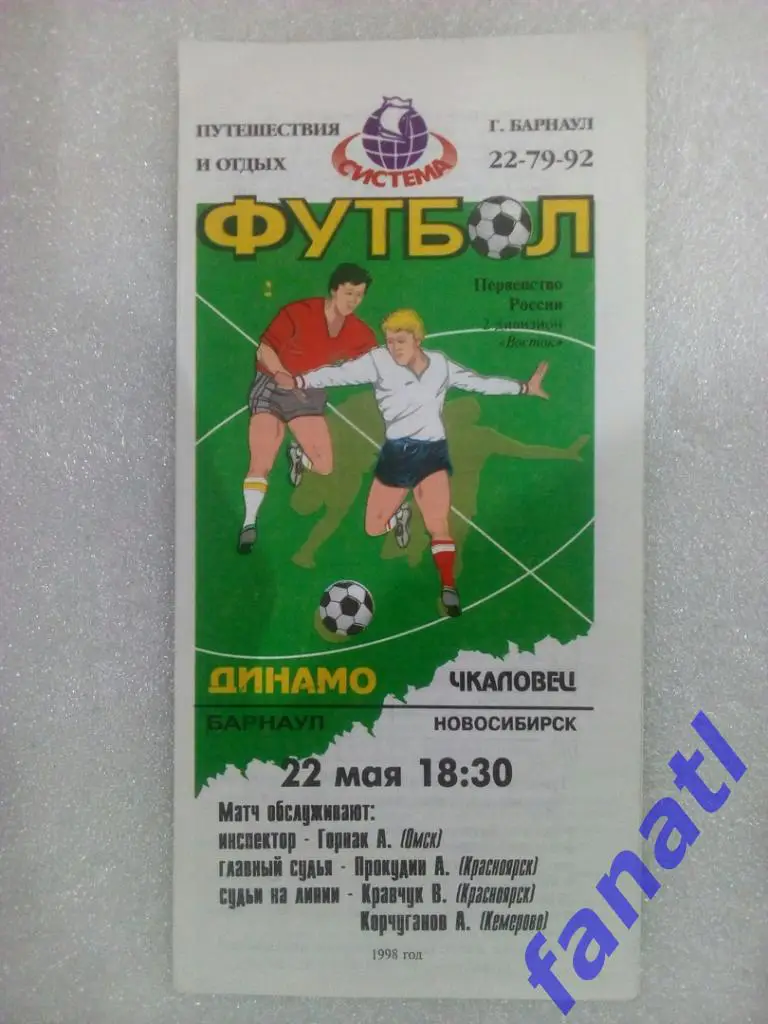 ПУТЕШЕСТВИЯ
И ОТДЫХ
СИСТЕМА
Г. БАРНАУЛ
22-79-92
ФУТБОЛ
Первенство
России
2 дивизион
«Восток»
ДИНАМО
БАРНАУЛ
ЧКАЛОВЕЦ
НОВОСИБИРСК
22 мая 18:30
Матч обслуживают:
инспектор - Горнак А. (Омск)
главный судья - Прокудин А. (Красноярск)
судьи на линии - Кравчук В. (Красноярск)
Корчуганов А. (Кемерово)
1998 год
fanatl